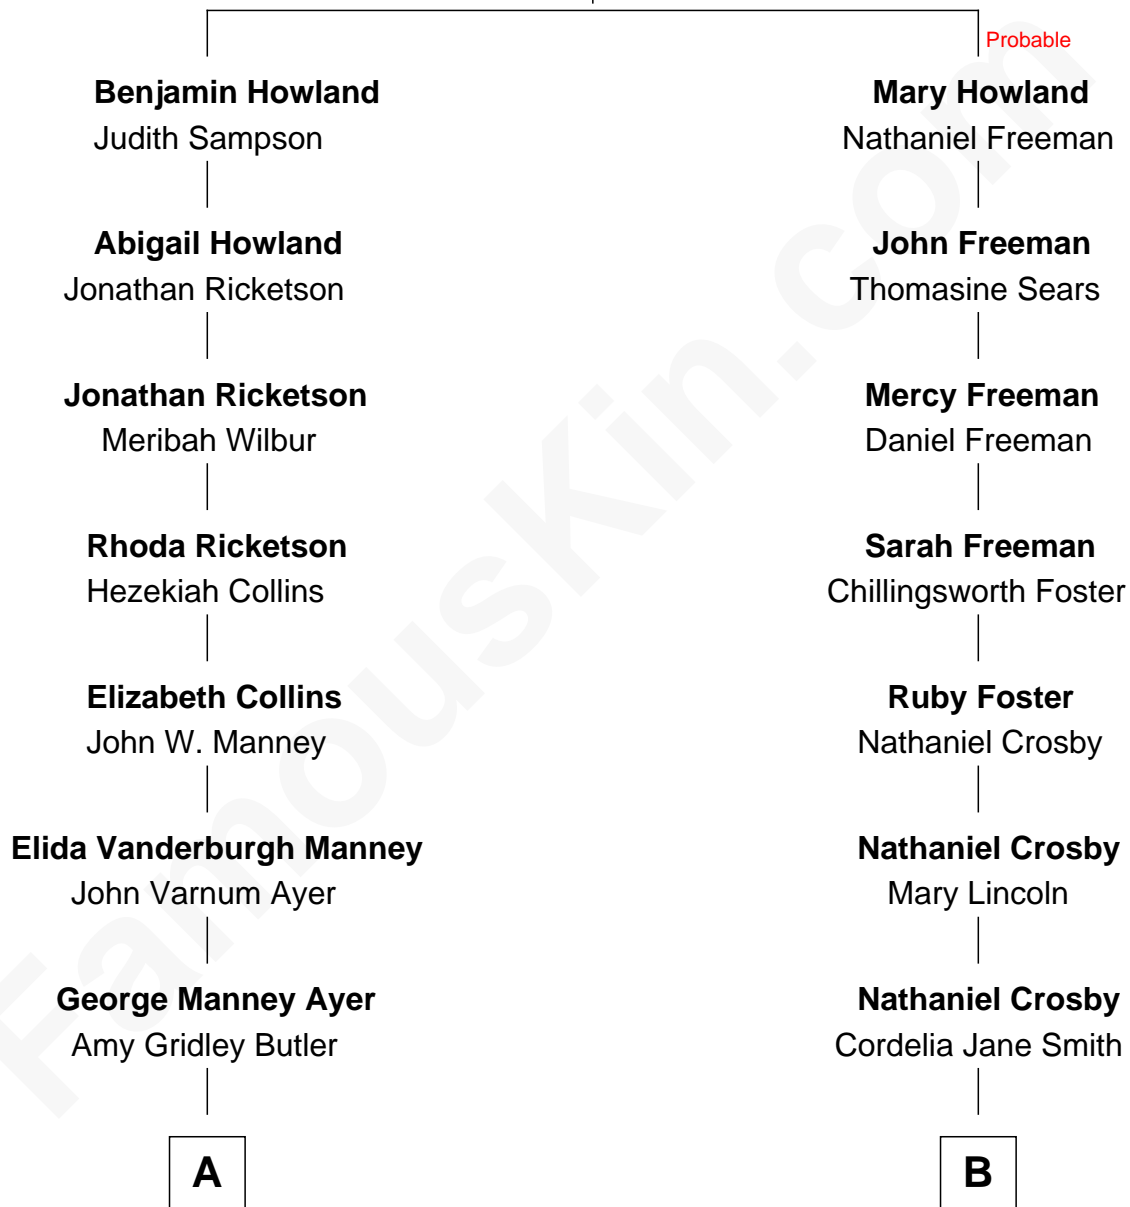 Probable
Benjamin Howland
Judith Sampson
Mary Howland
Nathaniel Freeman
Abigail Howland
Jonathan Ricketson
John Freeman
Thomasine Sears
Jonathan Ricketson
Meribah Wilbur
Mercy Freeman
Daniel Freeman
Rhoda Ricketson
Hezekiah Collins
Sarah Freeman
Chillingsworth Foster
Elizabeth Collins
John W. Manney
Ruby Foster
Nathaniel Crosby
Elida Vanderburgh Manney
John Varnum Ayer
Nathaniel Crosby
Mary Lincoln
George Manney Ayer
Amy Gridley Butler
Nathaniel Crosby
Cordelia Jane Smith
A
B
FamousKin.com